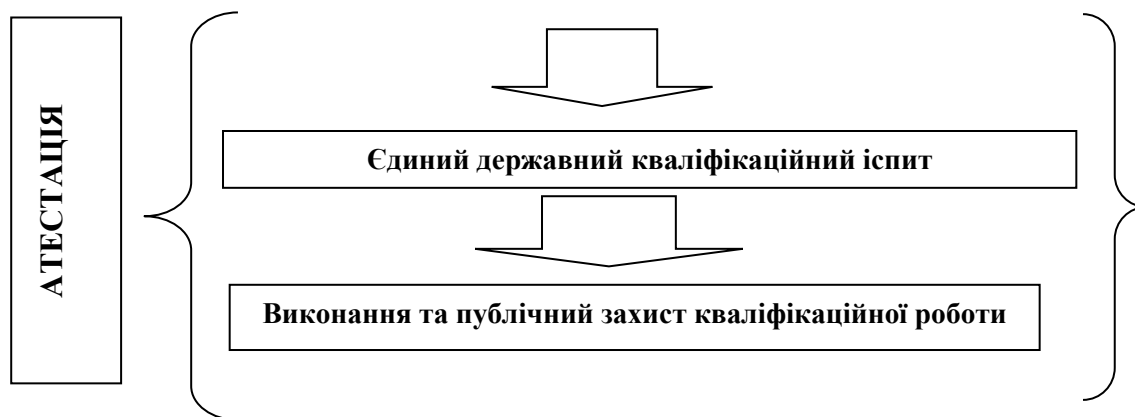 АТЕСТАЦІЯ
Єдиний державний кваліфікаційний іспит
Виконання та публічний захист кваліфікаційної роботи